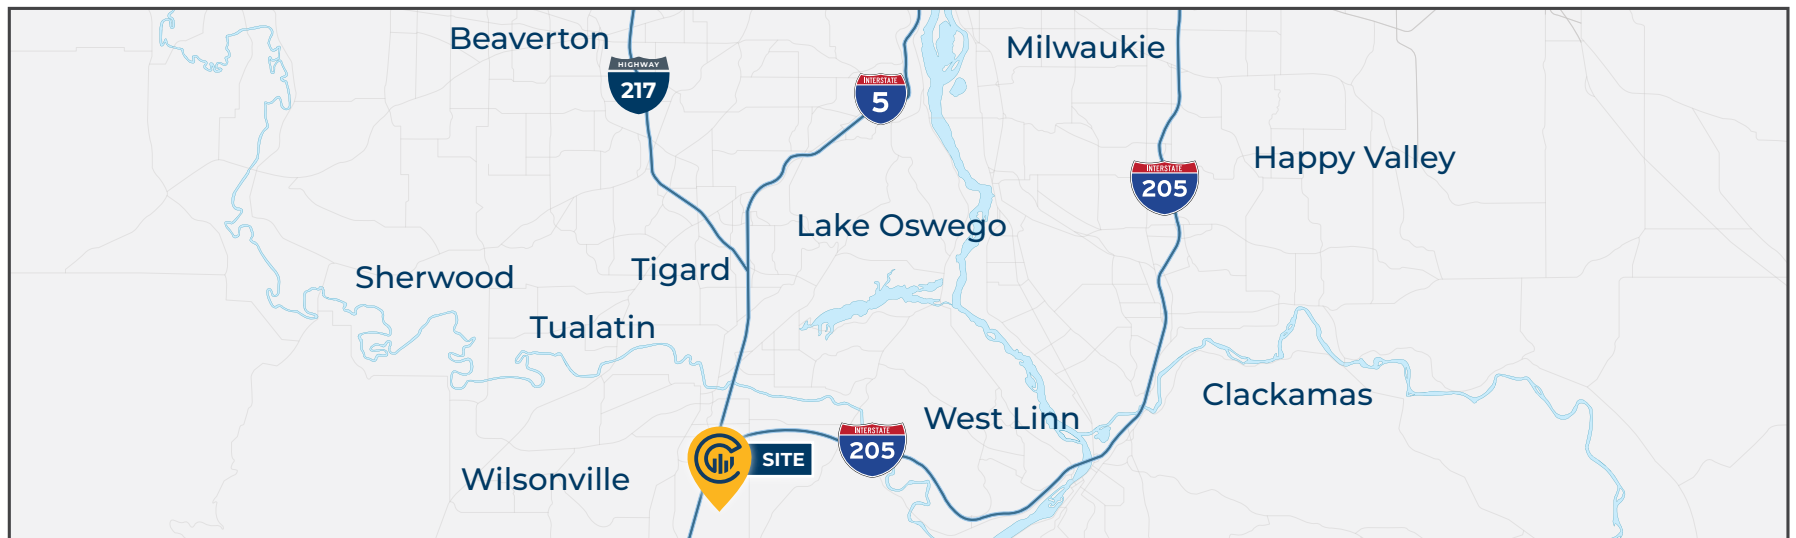 Beaverton
Milwaukie
HIGHWAY
217
INTERSTATE
5
Happy Valley
INTERSTATE
205
Lake Oswego
Sherwood
Tigard
Tualatin
Clackamas
West Linn
INTERSTATE
205
SITE
Wilsonville